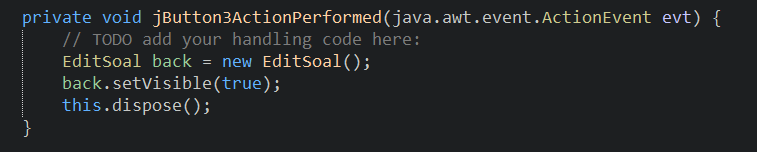 private void jButton3ActionPerformed(java.awt.event.ActionEvent evt) {
    // TODO add your handling code here:
    EditSoal back = new EditSoal();
    back.setVisible(true);
    this.dispose();
}